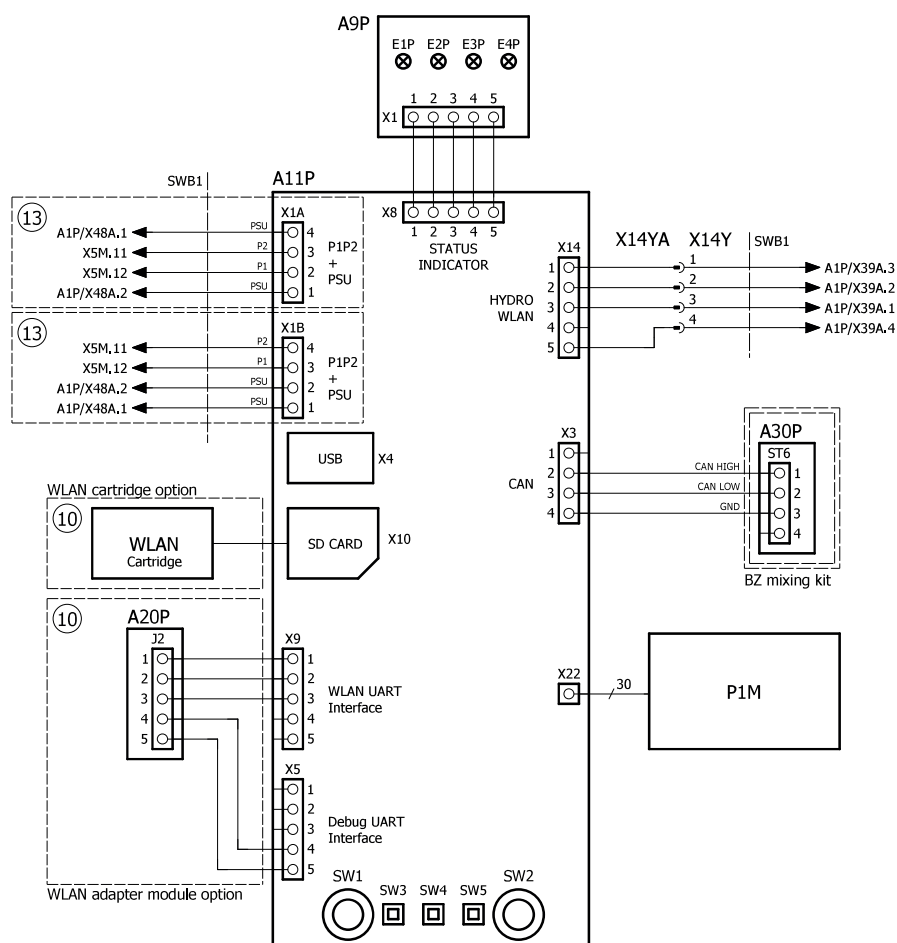 A9P
E1P E2P E3P E4P
1 2 3 4 5
X1
SWB1
A11P
13
X1A
A1P/X48A.1 PSU 4
X5M.11 P2 3
X5M.12 P1 2
A1P/X48A.2 PSU 1
P1P2
+
PSU
X8
1 2 3 4 5
STATUS
INDICATOR
13
X1B
X5M.11 P2 4
X5M.12 P1 3
A1P/X48A.2 PSU 2
A1P/X48A.1 PSU 1
P1P2
+
PSU
X14 X14YA X14Y SWB1
1 1 A1P/X39A.3
2 2 A1P/X39A.2
3 3 A1P/X39A.1
4 4 A1P/X39A.4
5
HYDRO
WLAN
USB X4
X3
1
2
3
4
CAN
CAN HIGH
CAN LOW
GND
A30P
ST6
1
2
3
4
BZ mixing kit
WLAN cartridge option
10
WLAN
Cartridge
SD CARD X10
10
A20P
J2
1
2
3
4
5
X9
1
2
3
4
5
WLAN UART
Interface
X22
30
P1M
X5
1
2
3
4
5
Debug UART
Interface
WLAN adapter module option
SW1 SW3 SW4 SW5 SW2